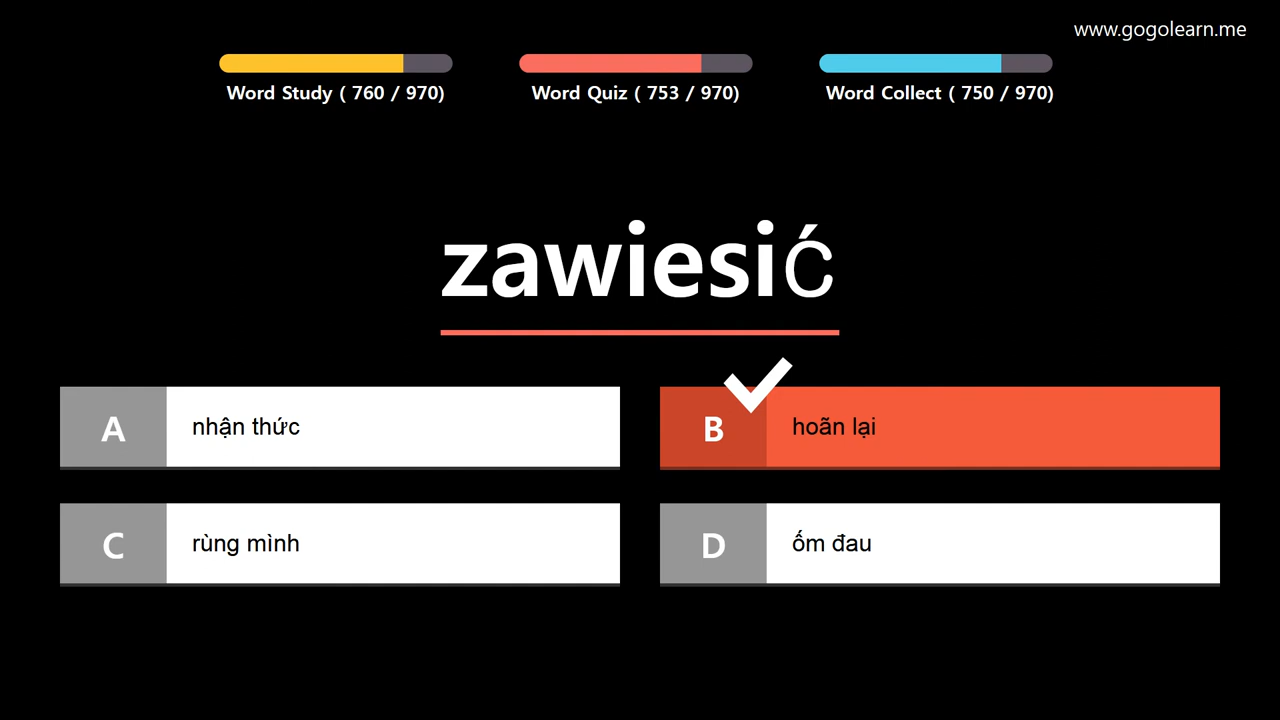 www.gogolearn.me
Word Study ( 760 / 970)
Word Quiz ( 753 / 970)
Word Collect ( 750 / 970)
zawiesić
A
nhận thức
B
hoãn lại
C
rùng mình
D
ốm đau